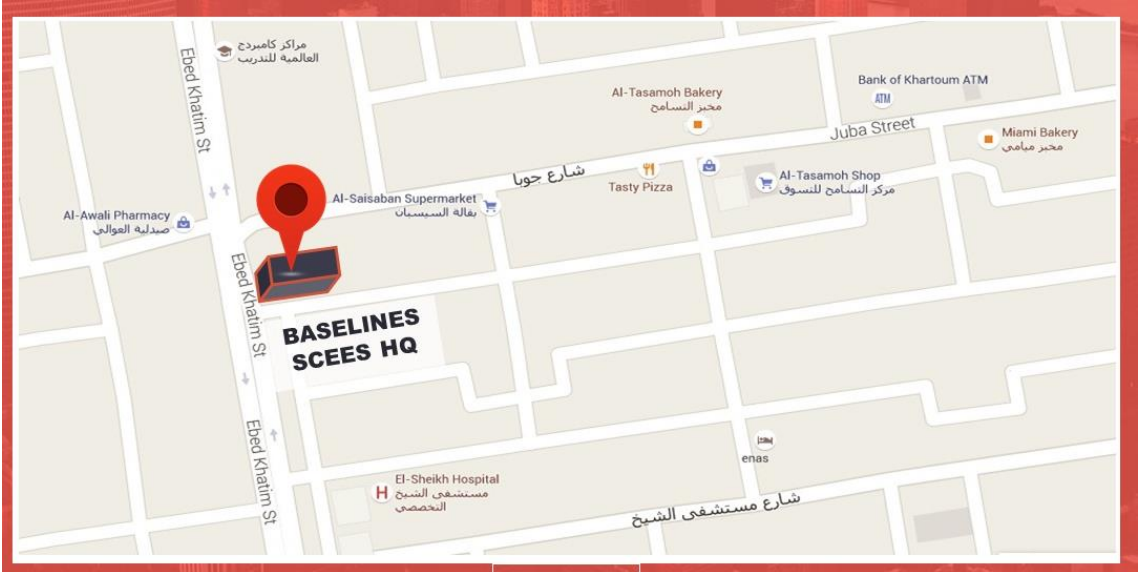 مراكز كامبردج
العالمية للتدريب
Ebed Khatim St
Bank of Khartoum ATM
ATM
Al-Tasamoh Bakery
مخبز التسامح
Juba Street
Miami Bakery
مخبز ميامي
شارع جوبا
Tasty Pizza
Al-Tasamoh Shop
مركز التسامح للتسوق
Al-Saisaban Supermarket
بقالة السيسبان
Al-Awali Pharmacy
صيدلية العوالي
Ebed Khatim St
BASELINES
SCEES HQ
Ebed Khatim St
enas
El-Sheikh Hospital
H
مستشفى الشيخ
التخصصي
شارع مستشفى الشيخ